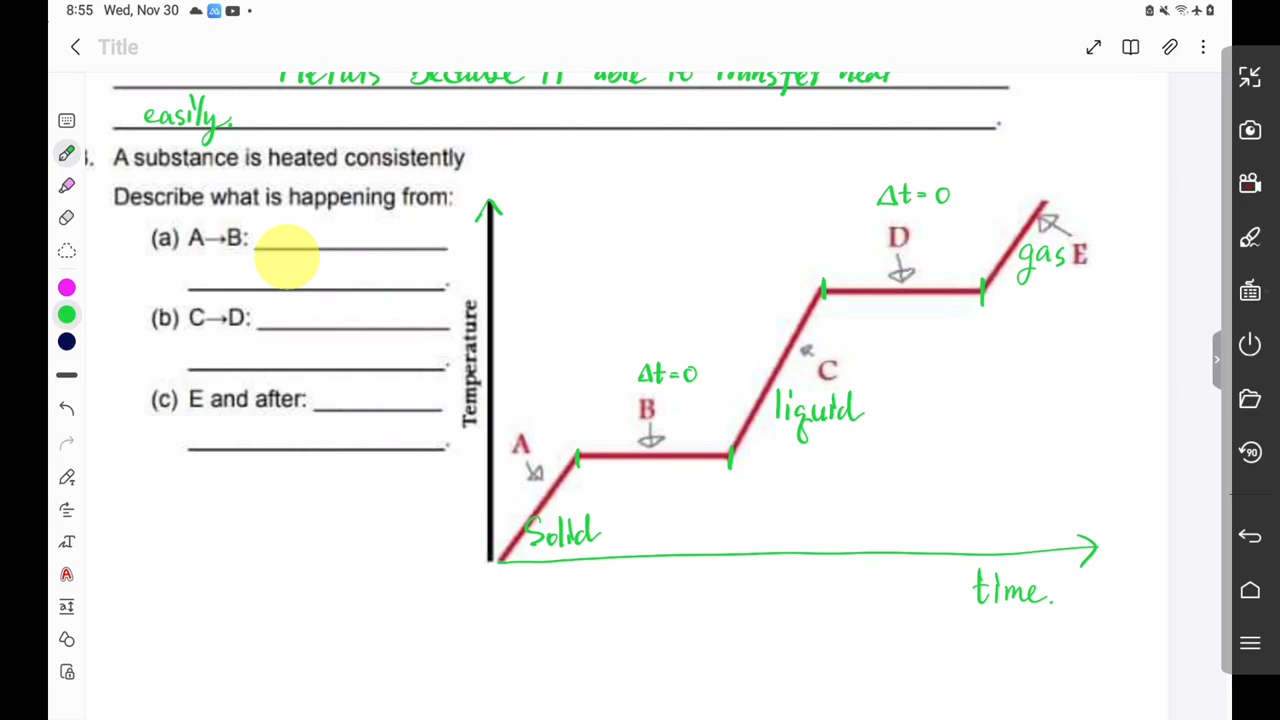 8:55 Wed, Nov 30
Title
easily.
A substance is heated consistently
Describe what is happening from:
(a) A→B:
(b) C→D:
(c) E and after:
Temperature
A
Solid
Δt=0
B
C
liquid
Δt=0
D
gas E
time.